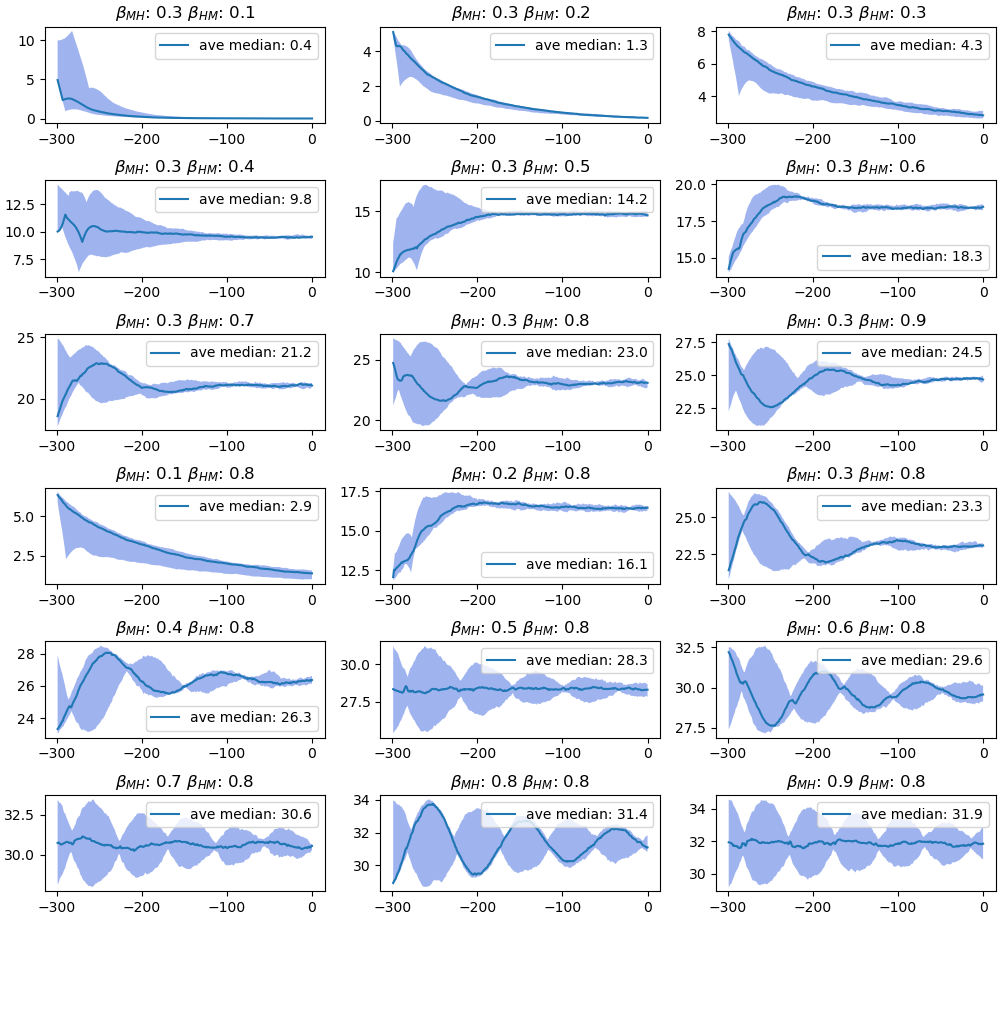 β_MH: 0.3 β_HM: 0.1
β_MH: 0.3 β_HM: 0.2
β_MH: 0.3 β_HM: 0.3
ave median: 0.4
ave median: 1.3
ave median: 4.3
10
5
0
4
2
0
8
6
4
−300 −200 −100 0
−300 −200 −100 0
−300 −200 −100 0
β_MH: 0.3 β_HM: 0.4
β_MH: 0.3 β_HM: 0.5
β_MH: 0.3 β_HM: 0.6
ave median: 9.8
ave median: 14.2
ave median: 18.3
12.5
10.0
7.5
15
10
20.0
17.5
15.0
−300 −200 −100 0
−300 −200 −100 0
−300 −200 −100 0
β_MH: 0.3 β_HM: 0.7
β_MH: 0.3 β_HM: 0.8
β_MH: 0.3 β_HM: 0.9
ave median: 21.2
ave median: 23.0
ave median: 24.5
25
20
25
20
27.5
25.0
22.5
−300 −200 −100 0
−300 −200 −100 0
−300 −200 −100 0
β_MH: 0.1 β_HM: 0.8
β_MH: 0.2 β_HM: 0.8
β_MH: 0.3 β_HM: 0.8
ave median: 2.9
ave median: 16.1
ave median: 23.3
5.0
2.5
17.5
15.0
12.5
25.0
22.5
−300 −200 −100 0
−300 −200 −100 0
−300 −200 −100 0
β_MH: 0.4 β_HM: 0.8
β_MH: 0.5 β_HM: 0.8
β_MH: 0.6 β_HM: 0.8
ave median: 26.3
ave median: 28.3
ave median: 29.6
28
26
24
30.0
27.5
32.5
30.0
27.5
−300 −200 −100 0
−300 −200 −100 0
−300 −200 −100 0
β_MH: 0.7 β_HM: 0.8
β_MH: 0.8 β_HM: 0.8
β_MH: 0.9 β_HM: 0.8
ave median: 30.6
ave median: 31.4
ave median: 31.9
32.5
30.0
34
32
30
34
32
30
−300 −200 −100 0
−300 −200 −100 0
−300 −200 −100 0